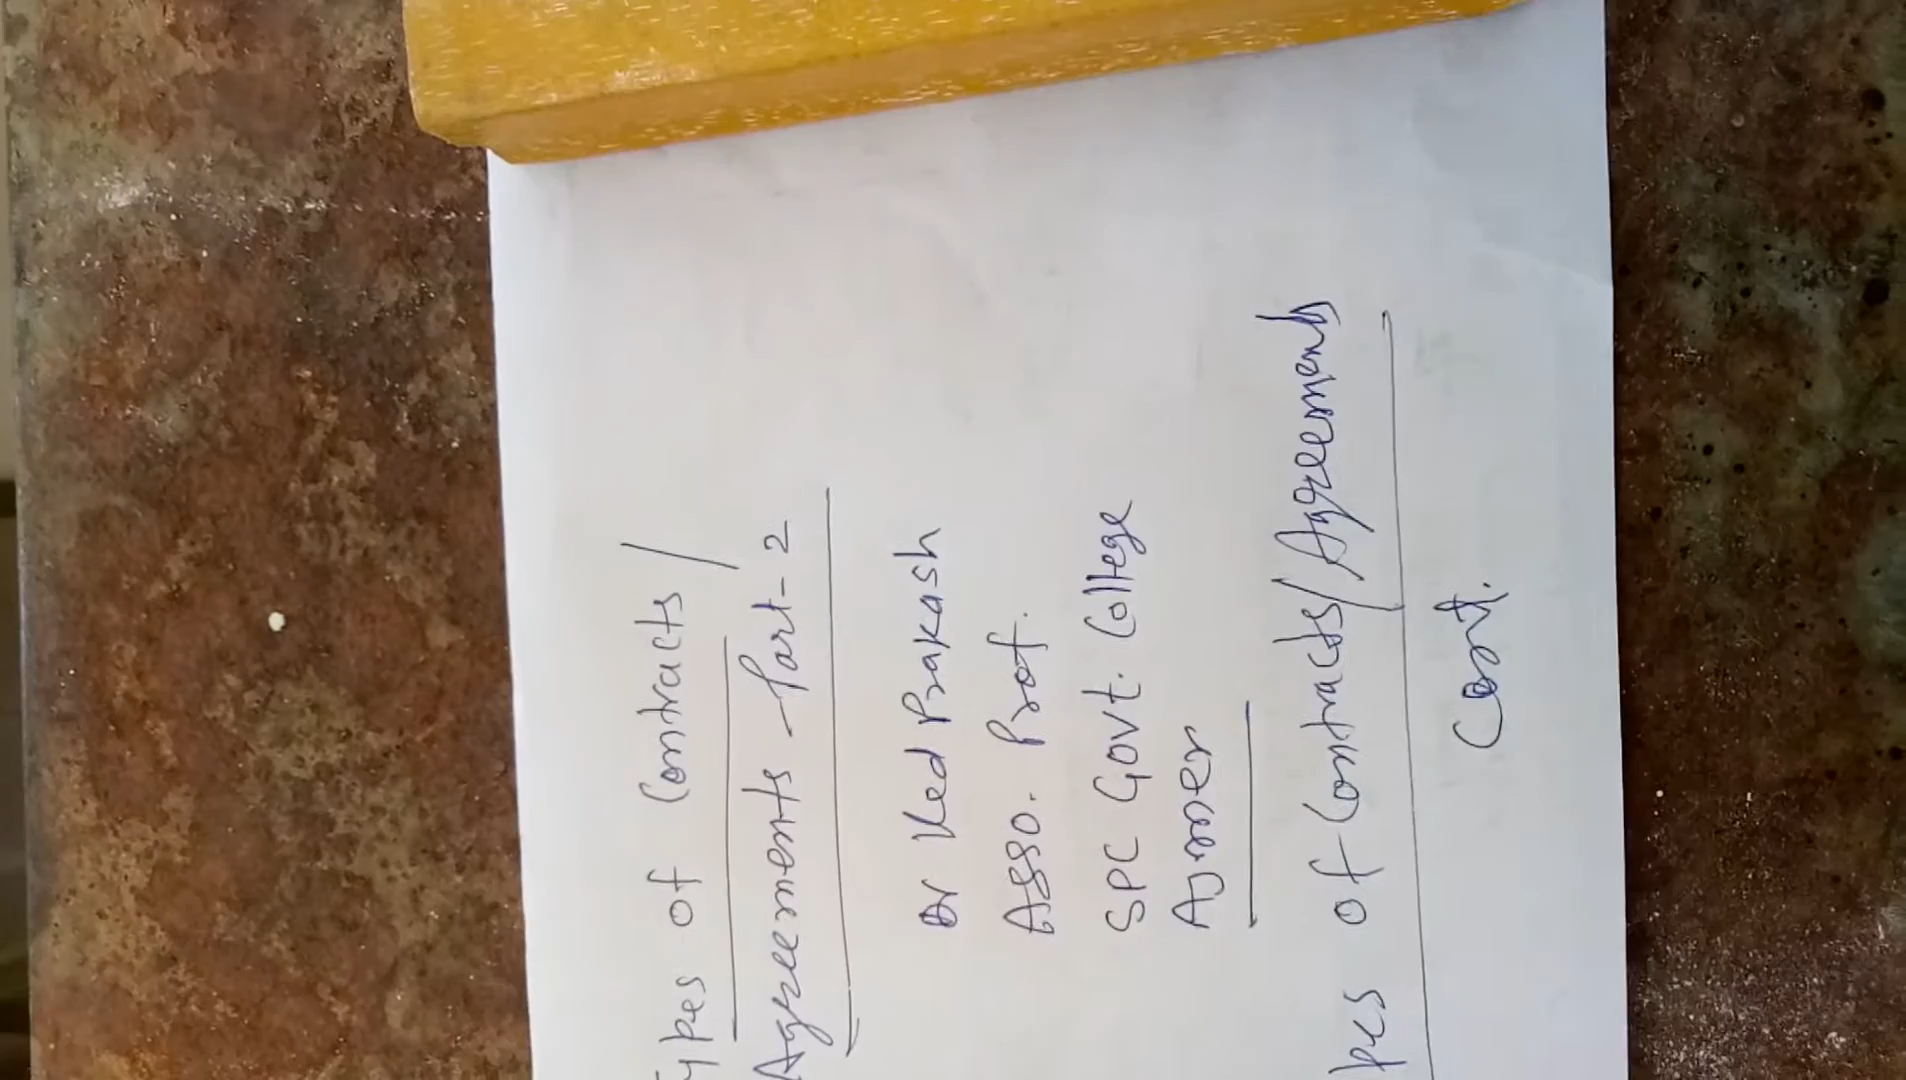 Types of Contracts/
Agreements - Part-2
Dr Ved Prakash
Asso. Prof.
SPC Govt. College
Ajmer
pes of Contracts/Agreements
Cont.